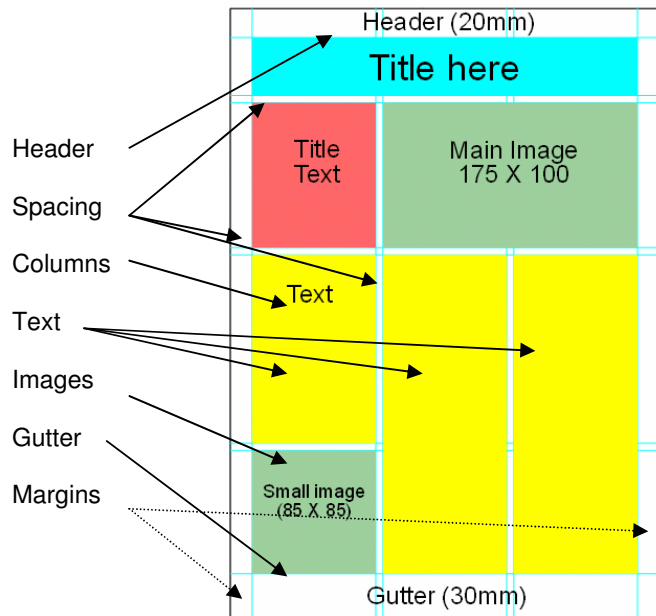 Header (20mm)
Title here
Header
Spacing
Columns
Text
Images
Gutter
Margins
Title
Text
Main Image
175 X 100
Text
Small image
(85 X 85)
Gutter (30mm)